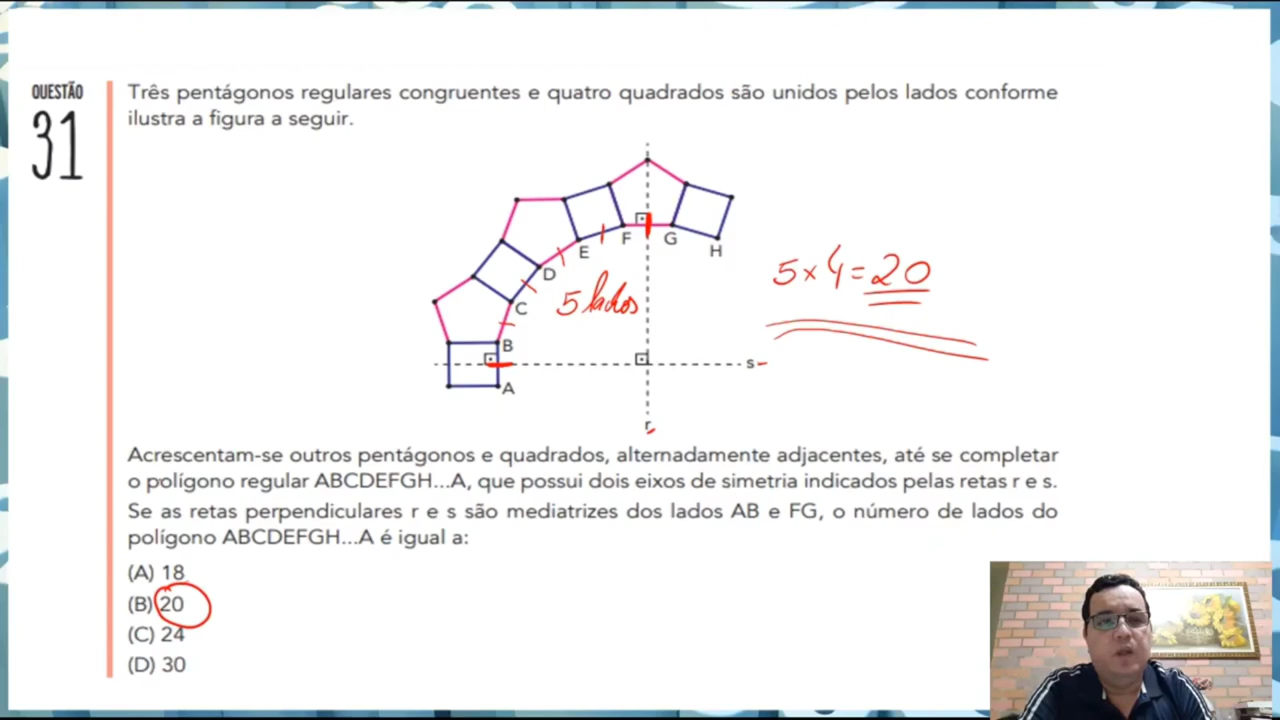 QUESTÃO
31
Três pentágonos regulares congruentes e quatro quadrados são unidos pelos lados conforme
ilustra a figura a seguir.
E
F
G
H
D
5 x 4 = 20
5 lados
C
B
s
A
r
Acrescentam-se outros pentágonos e quadrados, alternadamente adjacentes, até se completar
o polígono regular ABCDEFGH...A, que possui dois eixos de simetria indicados pelas retas r e s.
Se as retas perpendiculares r e s são mediatrizes dos lados AB e FG, o número de lados do
polígono ABCDEFGH...A é igual a:
(A) 18
(B) 20
(C) 24
(D) 30